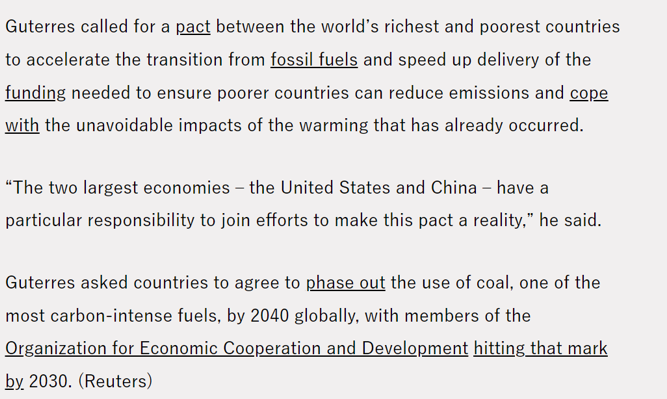 Guterres called for a pact between the world’s richest and poorest countries
to accelerate the transition from fossil fuels and speed up delivery of the
funding needed to ensure poorer countries can reduce emissions and cope
with the unavoidable impacts of the warming that has already occurred.
“The two largest economies – the United States and China – have a
particular responsibility to join efforts to make this pact a reality,” he said.
Guterres asked countries to agree to phase out the use of coal, one of the
most carbon-intense fuels, by 2040 globally, with members of the
Organization for Economic Cooperation and Development hitting that mark
by 2030. (Reuters)